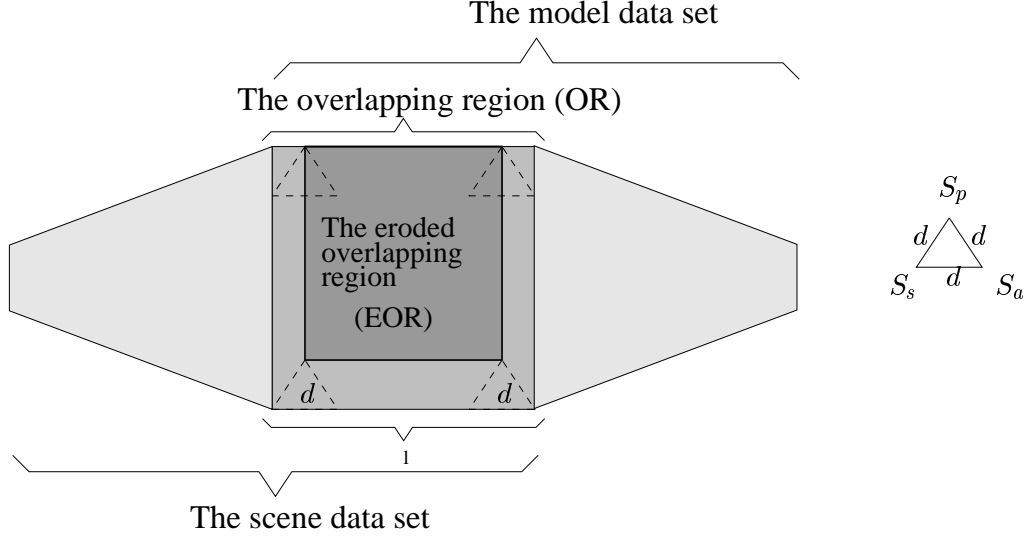 The model data set
The overlapping region (OR)
S_p
The eroded
overlapping
region
(EOR)
d d
d
S_s S_a
d d
l
The scene data set